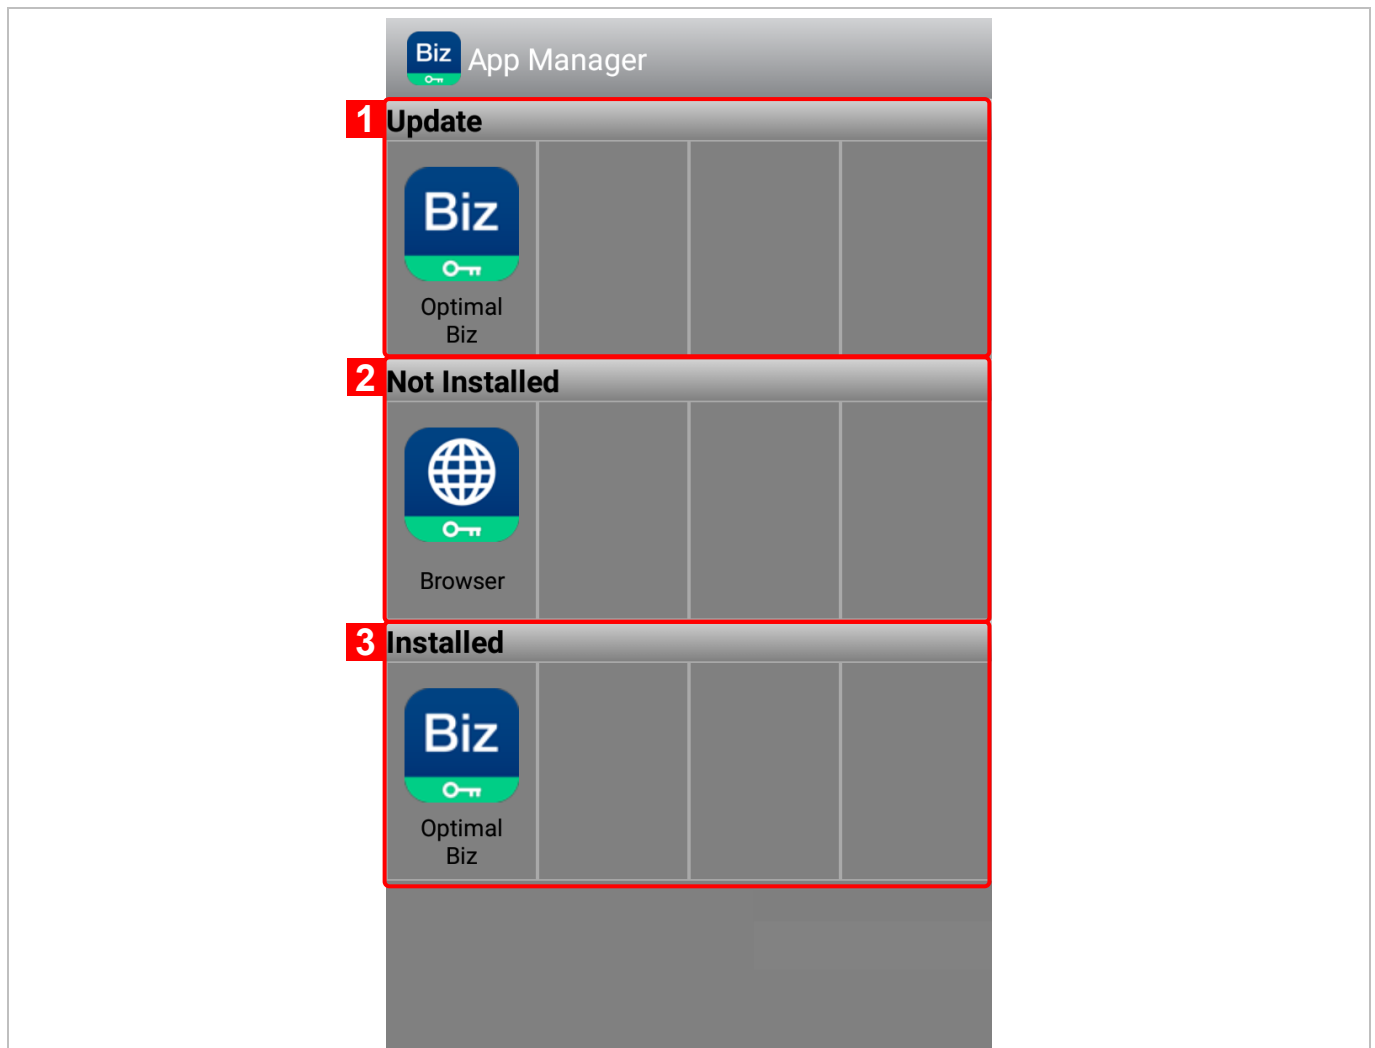 Biz App Manager
1 Update
Biz
Optimal
Biz
2 Not Installed
Browser
3 Installed
Biz
Optimal
Biz